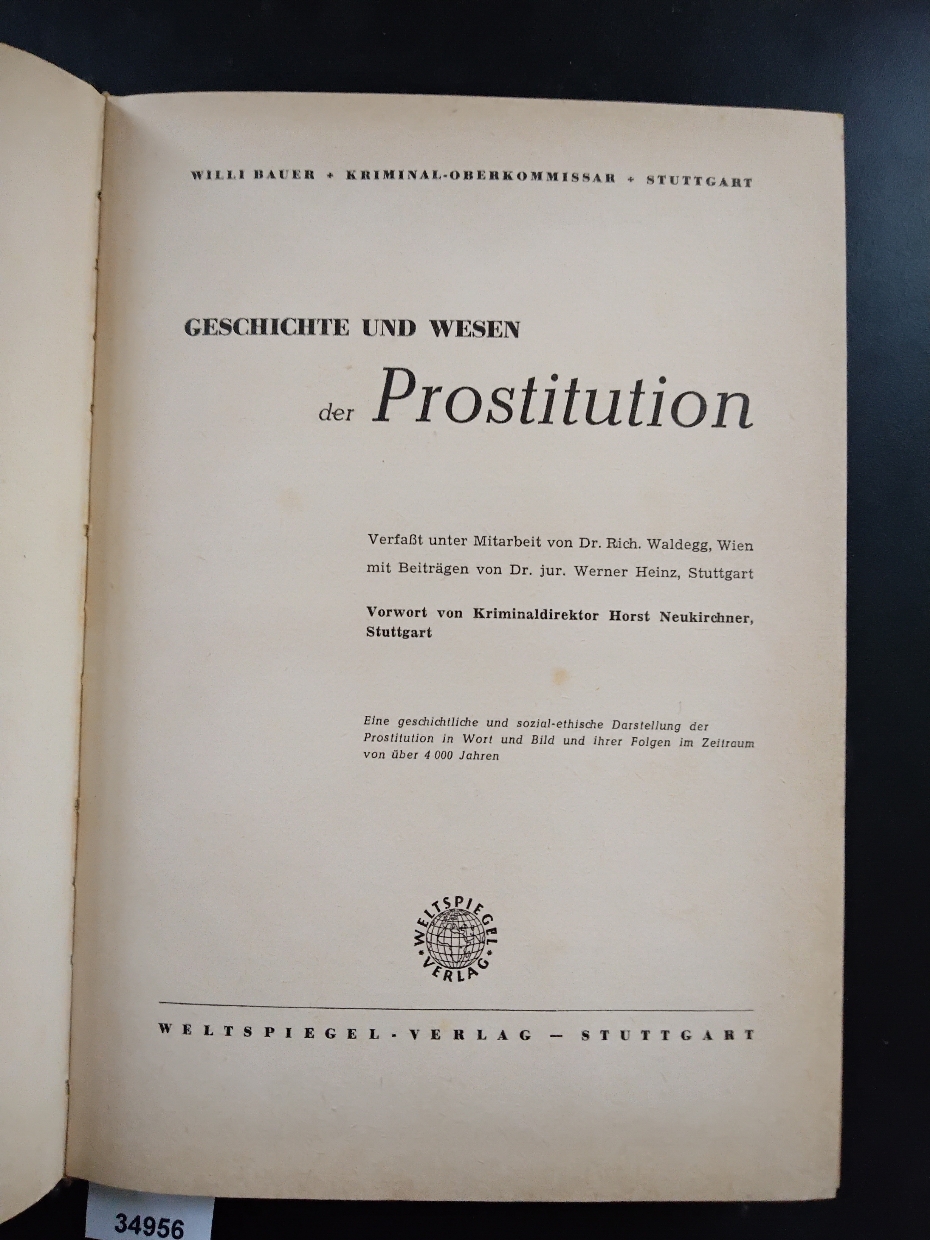 WILLI BAUER + KRIMINAL-OBERKOMMISSAR + STUTTGART
GESCHICHTE UND WESEN
der Prostitution
Verfaßt unter Mitarbeit von Dr. Rich. Waldegg, Wien
mit Beiträgen von Dr. jur. Werner Heinz, Stuttgart
Vorwort von Kriminaldirektor Horst Neukirchner,
Stuttgart
Eine geschichtliche und sozial-ethische Darstellung der
Prostitution in Wort und Bild und ihrer Folgen im Zeitraum
von über 4 000 Jahren
WELTSPIEGEL
VERLAG
WELTSPIEGEL-VERLAG — STUTTGART
34956